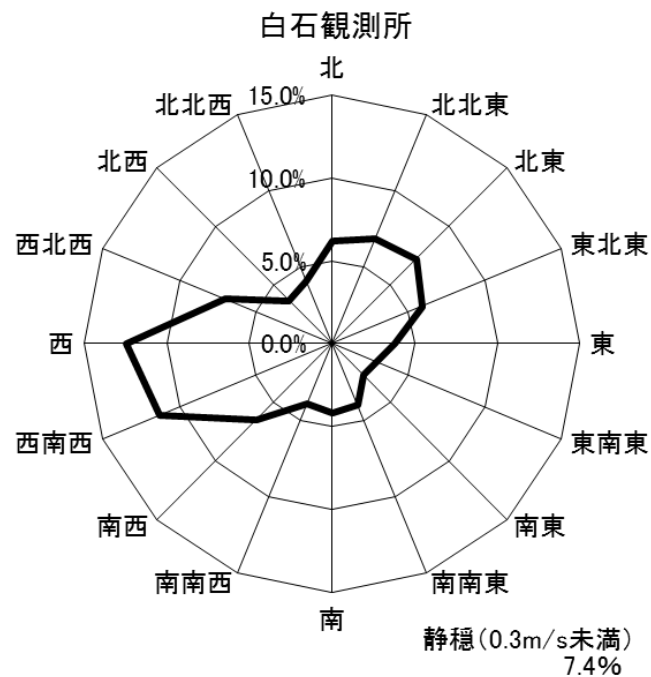 白石観測所
北
北北西
15.0%
北北東
北西
10.0%
北東
西北西
5.0%
東北東
西
0.0%
東
西南西
東南東
南西
南東
南南西
南南東
南
静穏(0.3m/s未満)
7.4%